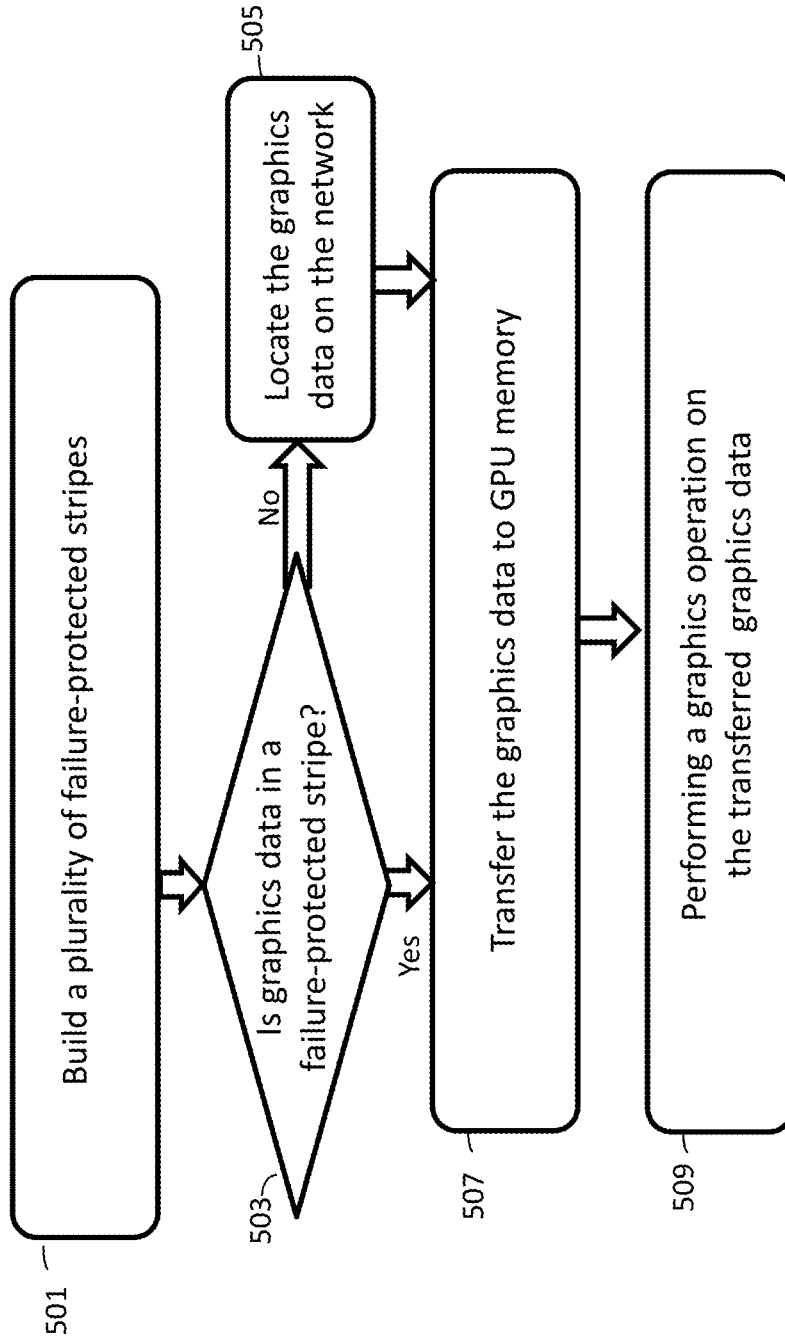 501
Build a plurality of failure-protected stripes
503
Is graphics data in a
failure-protected stripe?
No
505
Locate the graphics
data on the network
Yes
507
Transfer the graphics data to GPU memory
509
Performing a graphics operation on
the transferred graphics data